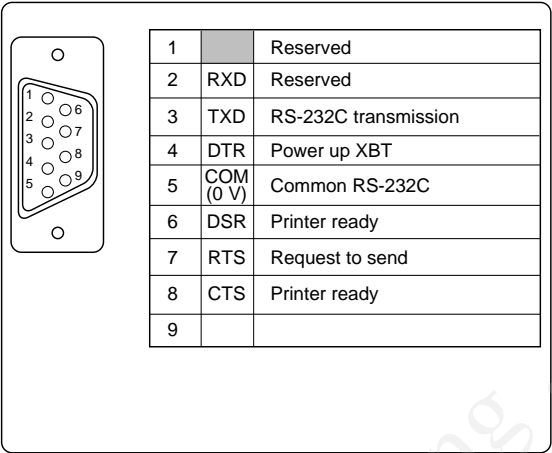 1 Reserved
2 RXD Reserved
3 TXD RS-232C transmission
4 DTR Power up XBT
5 COM (0 V) Common RS-232C
6 DSR Printer ready
7 RTS Request to send
8 CTS Printer ready
9
1
6
2
7
3
8
4
9
5